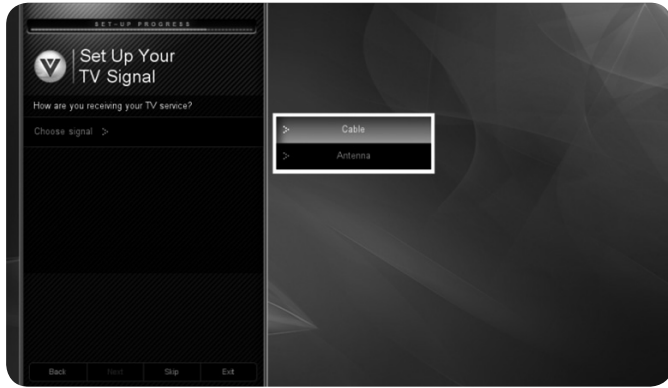 SET-UP PROGRESS
V
Set Up Your
TV Signal
How are you receiving your TV service?
Choose signal >
> Cable
> Antenna
Back Next Skip Exit